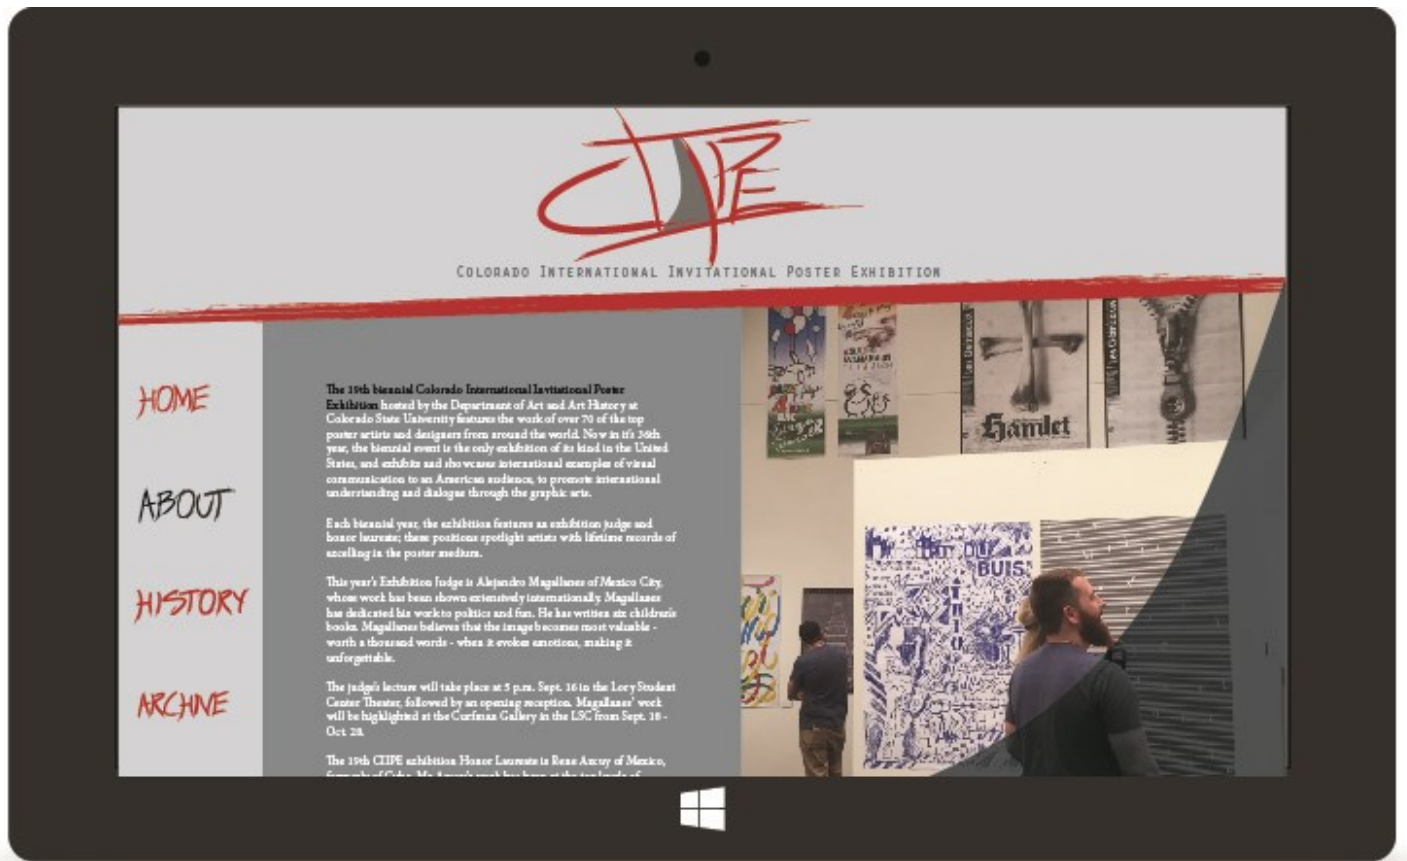 CIIPE
COLORADO INTERNATIONAL INVITATIONAL POSTER EXHIBITION
HOME
ABOUT
HISTORY
ARCHIVE
The 19th biennial Colorado International Invitational Poster
Exhibition hosted by the Department of Art and Art History at
Colorado State University features the work of over 70 of the top
poster artists and designers from around the world. Now in it's 36th
year, the biennial event is the only exhibition of its kind in the United
States, and exhibits and showcases international examples of visual
communication to an American audience, to promote international
understanding and dialogue through the graphic arts.
Each biennial year, the exhibition features an exhibition judge and
honor laureate; these positions spotlight artists with lifetime records of
excelling in the poster medium.
This year's Exhibition Judge is Alejandro Magallanes of Mexico City,
whose work has been shown extensively internationally. Magallanes
has dedicated his work to politics and fun. He has written six children's
books. Magallanes believes that the image becomes most valuable -
worth a thousand words - when it evokes emotions, making it
unforgettable.
The judge's lecture will take place at 5 p.m. Sept. 16 in the Lory Student
Center Theater, followed by an opening reception. Magallanes' work
will be highlighted at the Curfman Gallery in the LSC from Sept. 18 -
Oct. 28.
The 19th CIIPE exhibition Honor Laureate is Rene Azcuy of Mexico,
Hamlet
DU
BUIS